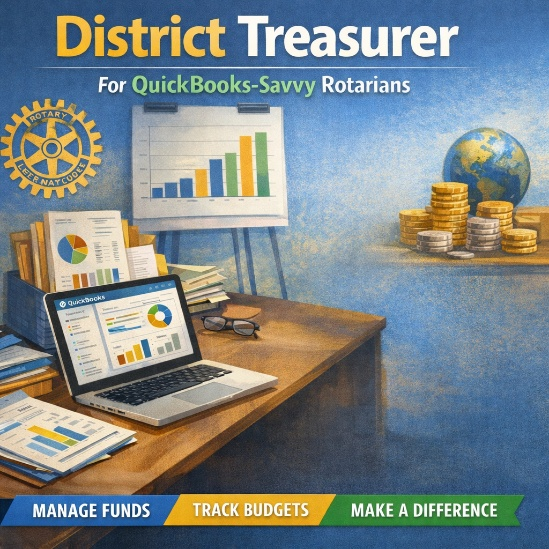 District Treasurer
For QuickBooks-Savvy Rotarians
ROTARY
QuickBooks
MANAGE FUNDS
TRACK BUDGETS
MAKE A DIFFERENCE